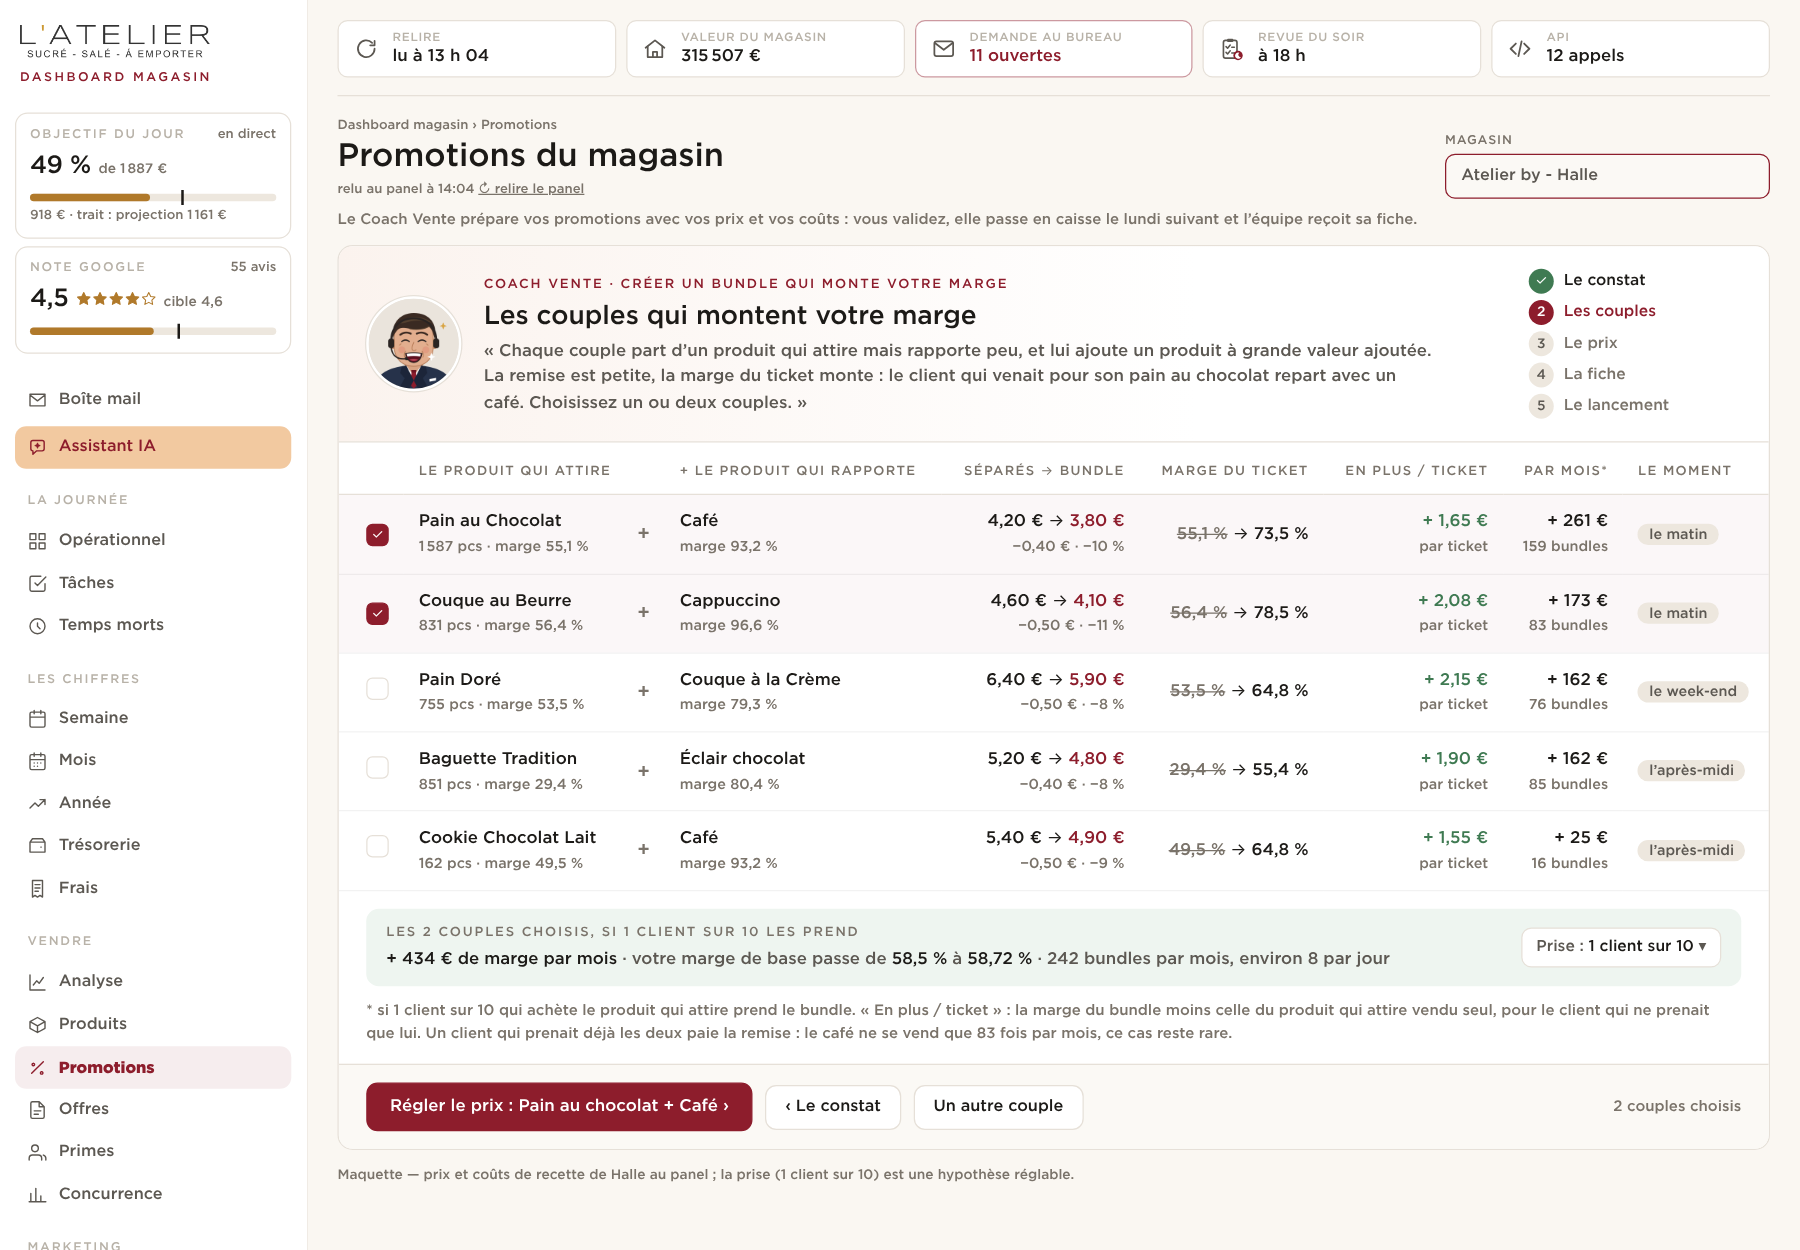 L'ATELIER
SUCRÉ - SALÉ - À EMPORTER
DASHBOARD MAGASIN
OBJECTIF DU JOUR en direct
49 % de 1 887 €
918 € · trait : projection 1 161 €
NOTE GOOGLE 55 avis
4,5 ★★★★☆ cible 4,6
Boîte mail
Assistant IA
LA JOURNÉE
Opérationnel
Tâches
Temps morts
LES CHIFFRES
Semaine
Mois
Année
Trésorerie
Frais
VENDRE
Analyse
Produits
Promotions
Offres
Primes
Concurrence
MARKETING
RELIRE
lu à 13 h 04
VALEUR DU MAGASIN
315 507 €
DEMANDE AU BUREAU
11 ouvertes
REVUE DU SOIR
à 18 h
API
12 appels
Dashboard magasin › Promotions
Promotions du magasin
relu au panel à 14:04 ↻ relire le panel
MAGASIN
Atelier by - Halle
Le Coach Vente prépare vos promotions avec vos prix et vos coûts : vous validez, elle passe en caisse le lundi suivant et l’équipe reçoit sa fiche.
COACH VENTE · CRÉER UN BUNDLE QUI MONTE VOTRE MARGE
Les couples qui montent votre marge
« Chaque couple part d’un produit qui attire mais rapporte peu, et lui ajoute un produit à grande valeur ajoutée.
La remise est petite, la marge du ticket monte : le client qui venait pour son pain au chocolat repart avec un
café. Choisissez un ou deux couples. »
✓ Le constat
2 Les couples
3 Le prix
4 La fiche
5 Le lancement
LE PRODUIT QUI ATTIRE + LE PRODUIT QUI RAPPORTE SÉPARÉS → BUNDLE MARGE DU TICKET EN PLUS / TICKET PAR MOIS* LE MOMENT
Pain au Chocolat + Café 4,20 € → 3,80 € 55,1 % → 73,5 % + 1,65 € + 261 € le matin
1 587 pcs · marge 55,1 % marge 93,2 % −0,40 € · −10 % par ticket 159 bundles
Couque au Beurre + Cappuccino 4,60 € → 4,10 € 56,4 % → 78,5 % + 2,08 € + 173 € le matin
831 pcs · marge 56,4 % marge 96,6 % −0,50 € · −11 % par ticket 83 bundles
Pain Doré + Couque à la Crème 6,40 € → 5,90 € 53,5 % → 64,8 % + 2,15 € + 162 € le week-end
755 pcs · marge 53,5 % marge 79,3 % −0,50 € · −8 % par ticket 76 bundles
Baguette Tradition + Éclair chocolat 5,20 € → 4,80 € 29,4 % → 55,4 % + 1,90 € + 162 € l’après-midi
851 pcs · marge 29,4 % marge 80,4 % −0,40 € · −8 % par ticket 85 bundles
Cookie Chocolat Lait + Café 5,40 € → 4,90 € 49,5 % → 64,8 % + 1,55 € + 25 € l’après-midi
162 pcs · marge 49,5 % marge 93,2 % −0,50 € · −9 % par ticket 16 bundles
LES 2 COUPLES CHOISIS, SI 1 CLIENT SUR 10 LES PREND
+ 434 € de marge par mois · votre marge de base passe de 58,5 % à 58,72 % · 242 bundles par mois, environ 8 par jour
Prise : 1 client sur 10 ▾
* si 1 client sur 10 qui achète le produit qui attire prend le bundle. « En plus / ticket » : la marge du bundle moins celle du produit qui attire vendu seul, pour le client qui ne prenait
que lui. Un client qui prenait déjà les deux paie la remise : le café ne se vend que 83 fois par mois, ce cas reste rare.
Régler le prix : Pain au chocolat + Café ›
‹ Le constat
Un autre couple
2 couples choisis
Maquette — prix et coûts de recette de Halle au panel ; la prise (1 client sur 10) est une hypothèse réglable.